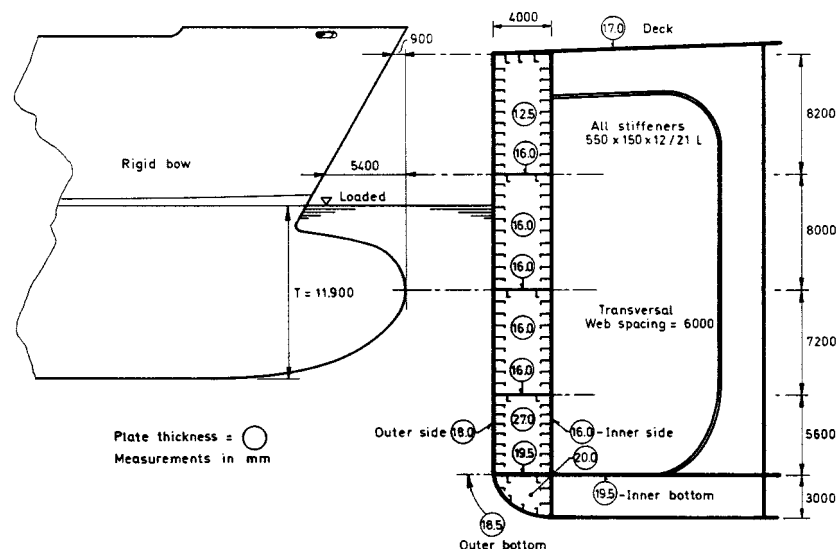 4000
17.0 Deck
900
8200
12.5
All stiffeners
550 x 150 x 12 / 21 L
16.0
Rigid bow
5400
Loaded
16.0
8000
16.0
T = 11.900
Transversal
Web spacing = 6000
16.0
7200
16.0
Plate thickness =
Measurements in mm
Outer side 18.0
27.0
16.0 - Inner side
5600
19.5
20.0
19.5 - Inner bottom
3000
18.5
Outer bottom